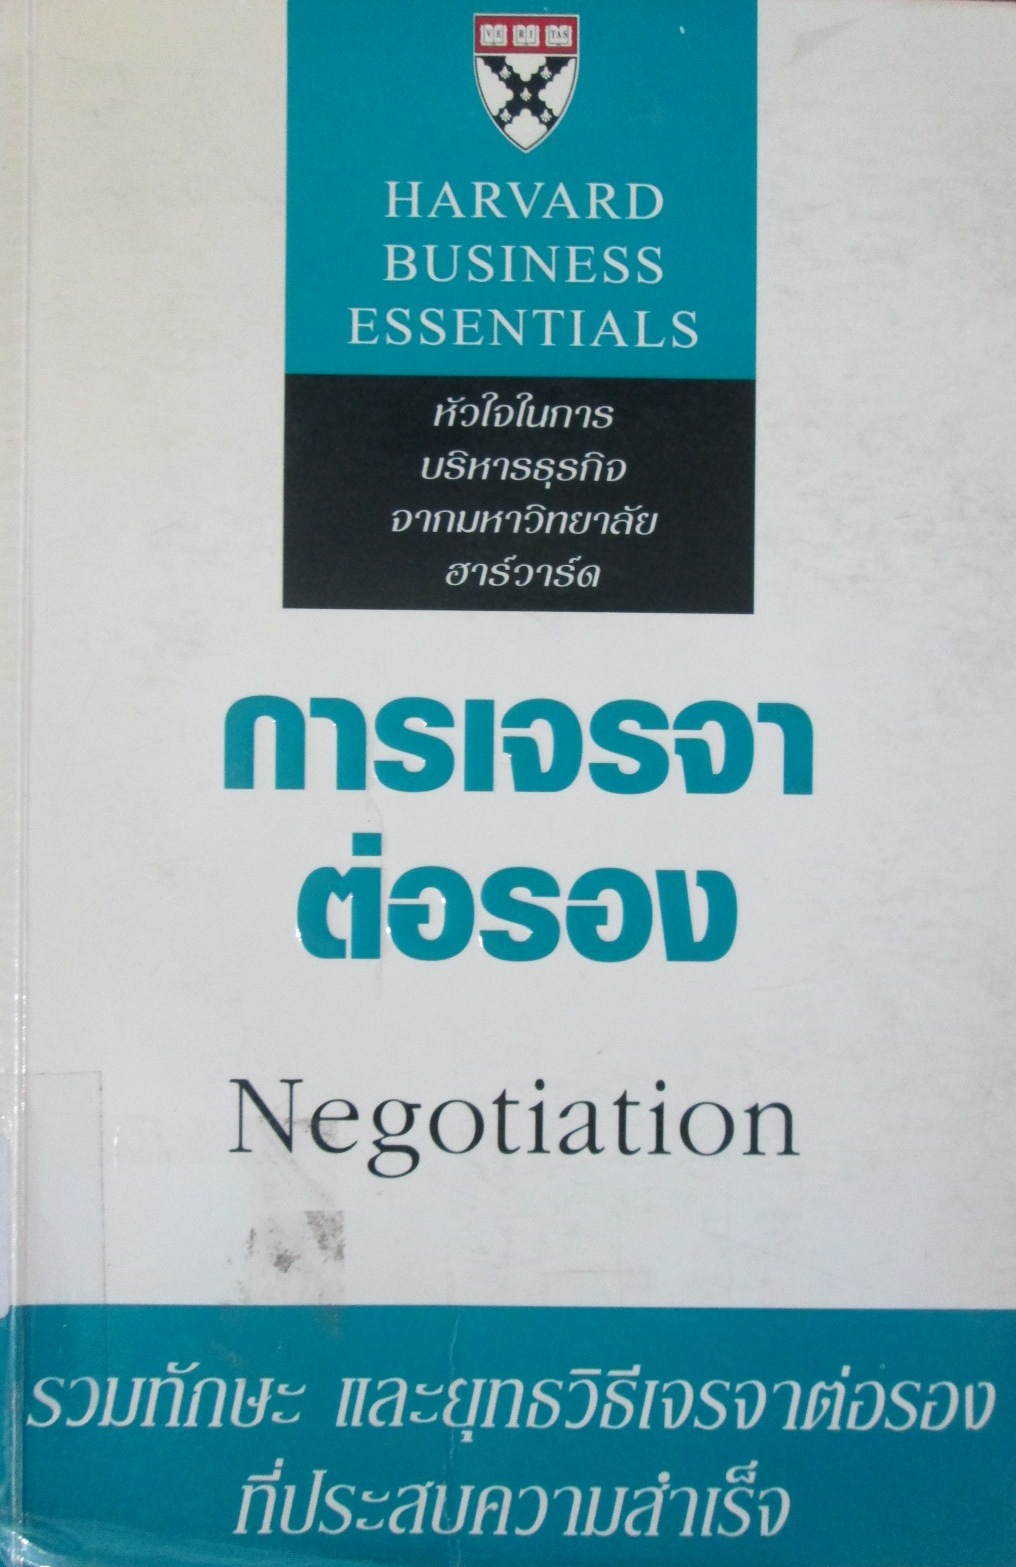 VE RI TAS
HARVARD
BUSINESS
ESSENTIALS
หัวใจในการ
บริหารธุรกิจ
จากมหาวิทยาลัย
ฮาร์วาร์ด
การเจรจา
ต่อรอง
Negotiation
รวมทักษะ และยุทธวิธีเจรจาต่อรอง
ที่ประสบความสำเร็จ